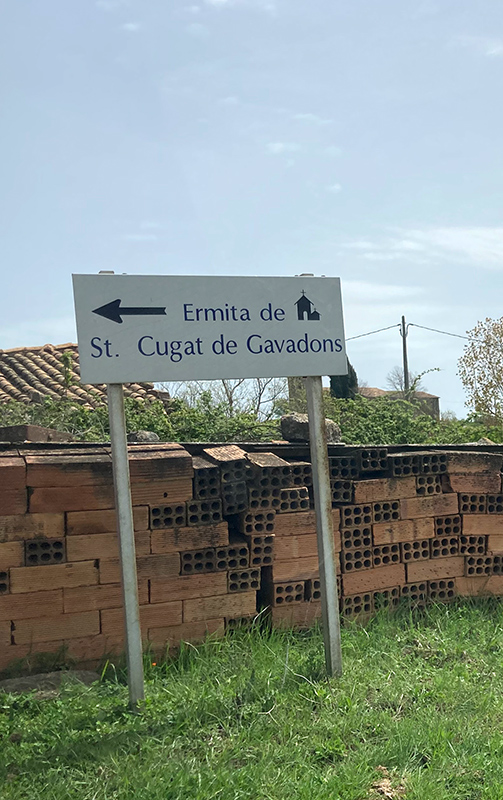 Ermita de
St. Cugat de Gavadons